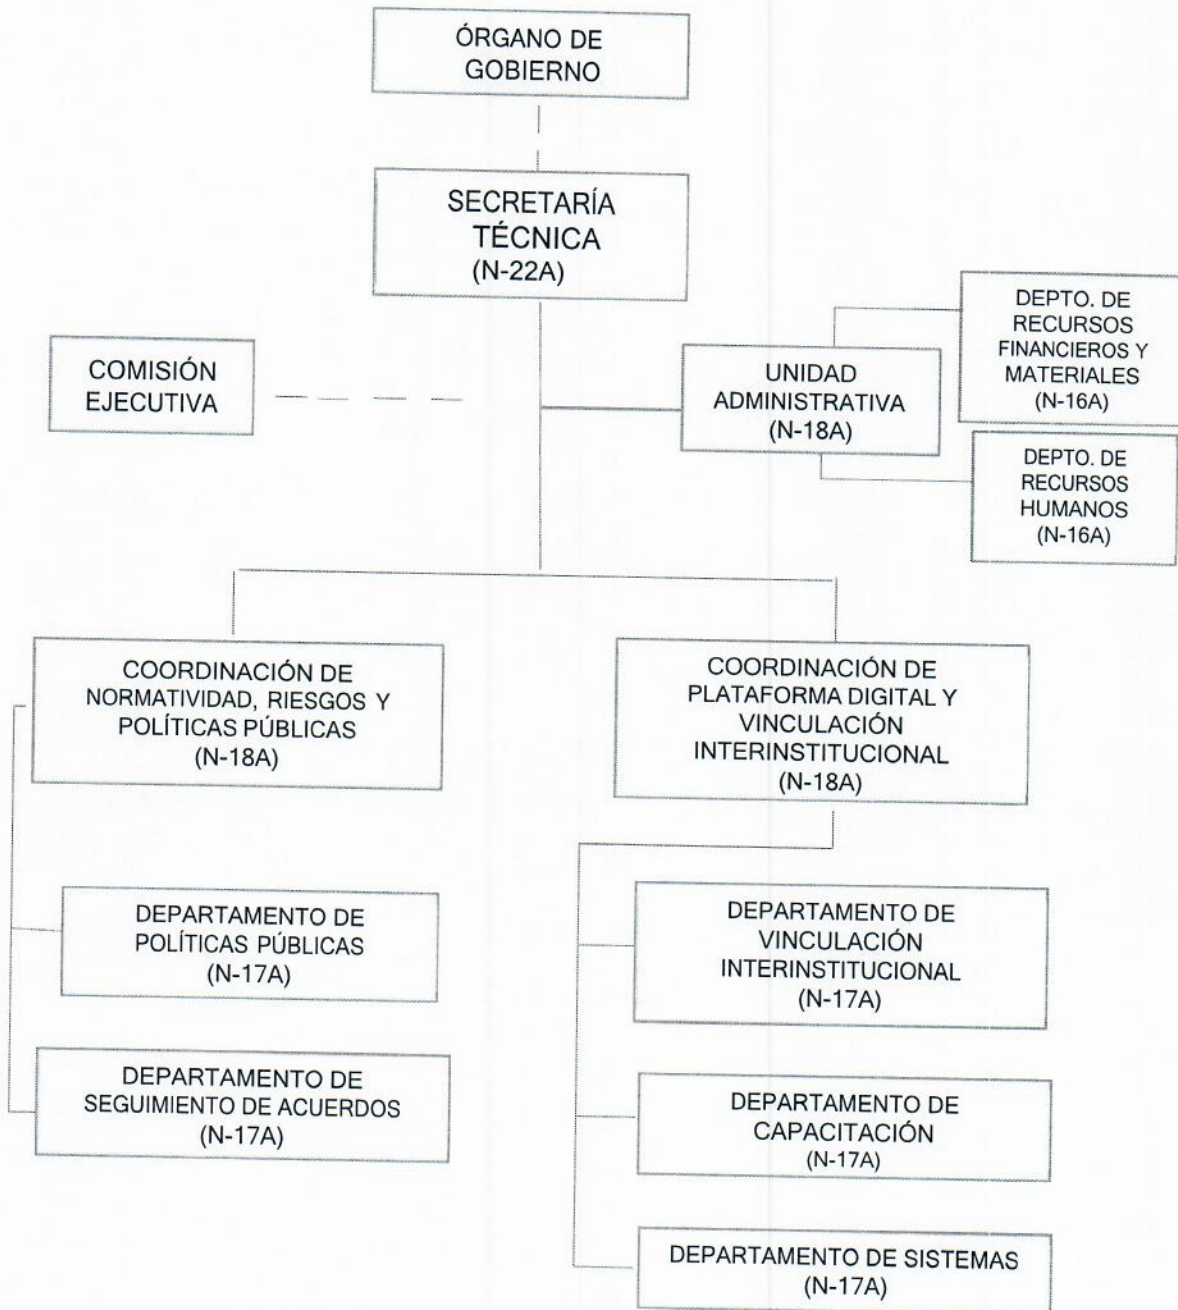 ÓRGANO DE
GOBIERNO
SECRETARÍA
TÉCNICA
(N-22A)
COMISIÓN
EJECUTIVA
UNIDAD
ADMINISTRATIVA
(N-18A)
DEPTO. DE
RECURSOS
FINANCIEROS Y
MATERIALES
(N-16A)
DEPTO. DE
RECURSOS
HUMANOS
(N-16A)
COORDINACIÓN DE
NORMATIVIDAD, RIESGOS Y
POLÍTICAS PÚBLICAS
(N-18A)
DEPARTAMENTO DE
POLÍTICAS PÚBLICAS
(N-17A)
DEPARTAMENTO DE
SEGUIMIENTO DE ACUERDOS
(N-17A)
COORDINACIÓN DE
PLATAFORMA DIGITAL Y
VINCULACIÓN
INTERINSTITUCIONAL
(N-18A)
DEPARTAMENTO DE
VINCULACIÓN
INTERINSTITUCIONAL
(N-17A)
DEPARTAMENTO DE
CAPACITACIÓN
(N-17A)
DEPARTAMENTO DE SISTEMAS
(N-17A)